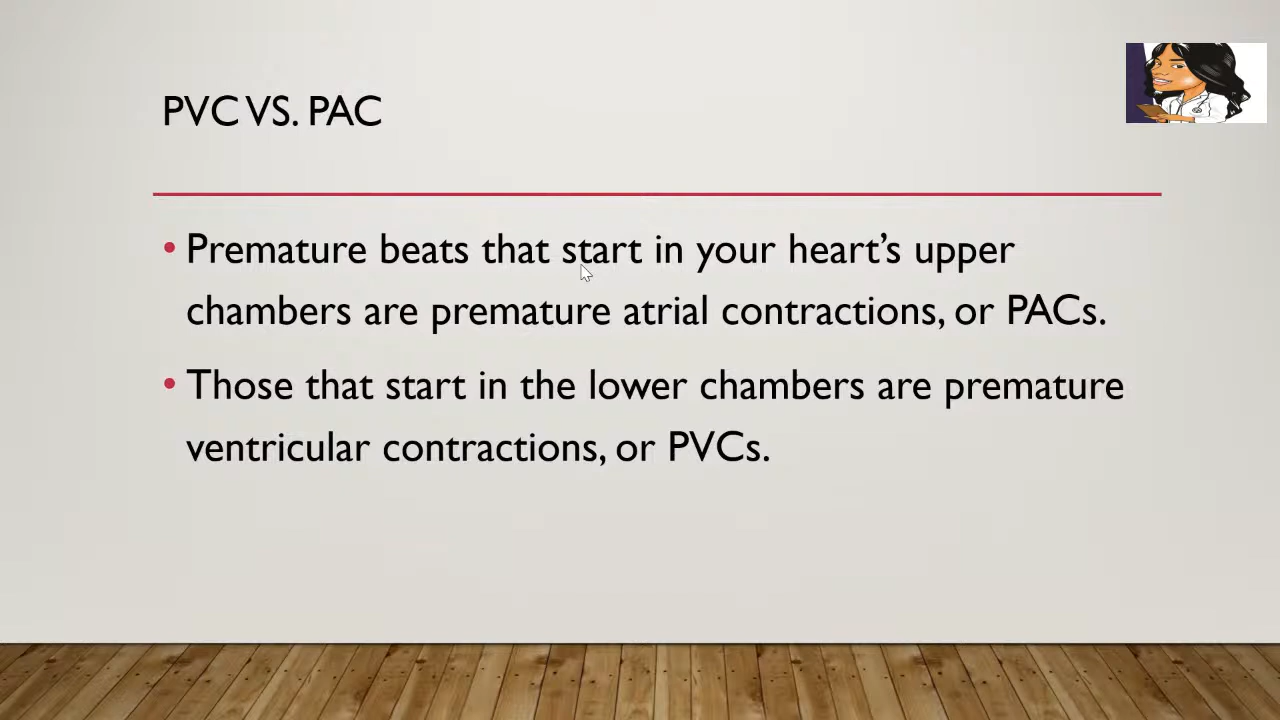 PVC VS. PAC
• Premature beats that start in your heart’s upper
chambers are premature atrial contractions, or PACs.
• Those that start in the lower chambers are premature
ventricular contractions, or PVCs.